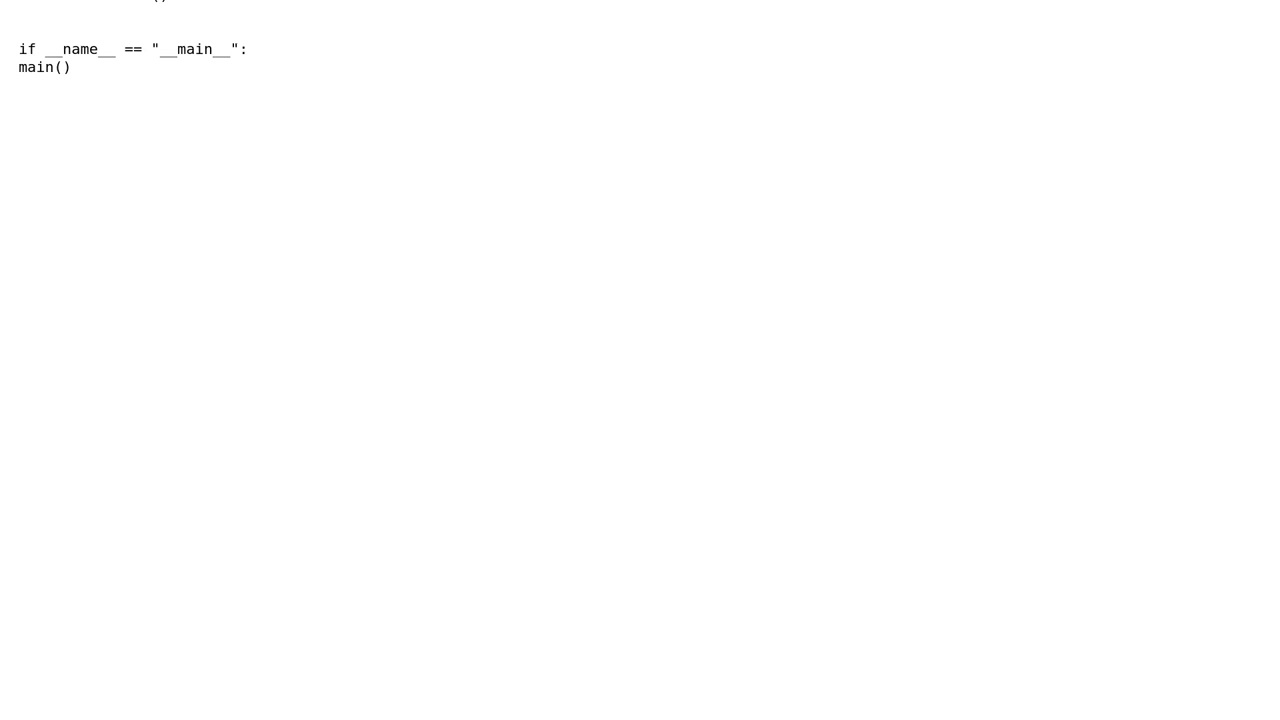 if __name__ == "__main__":
main()